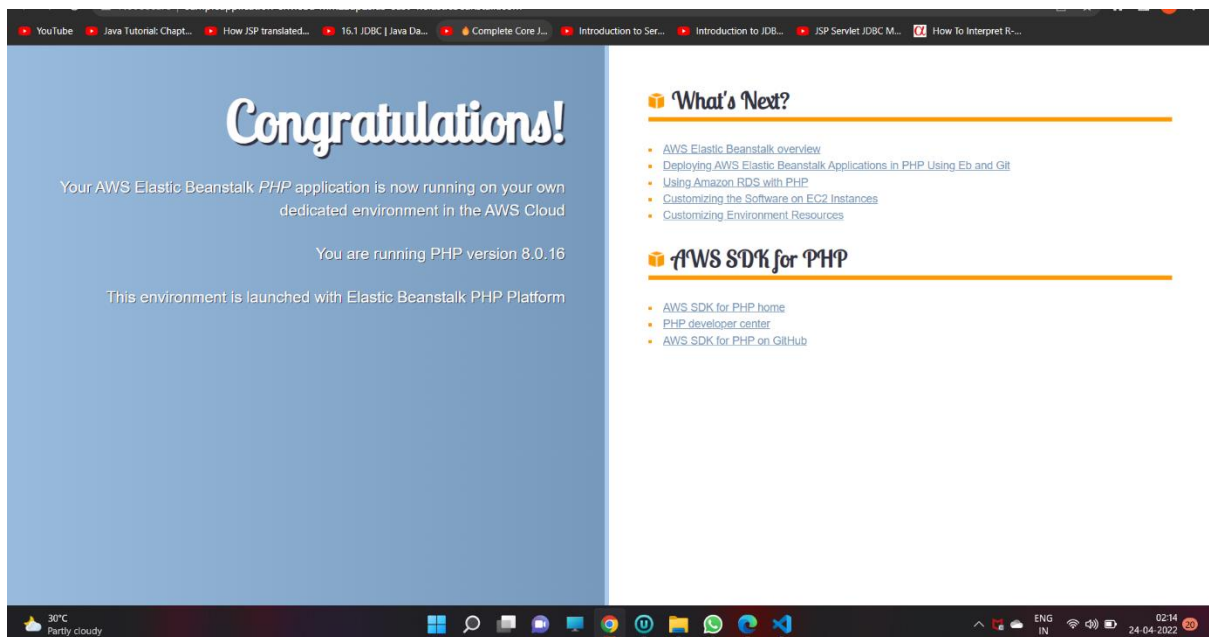 YouTube Java Tutorial: Chapt... How JSP translated... 16.1 JDBC | Java Da... Complete Core J... Introduction to Ser... Introduction to JDB... JSP Servlet JDBC M... How To Interpret R-...
Congratulations!
Your AWS Elastic Beanstalk PHP application is now running on your own
dedicated environment in the AWS Cloud
You are running PHP version 8.0.16
This environment is launched with Elastic Beanstalk PHP Platform
What's Next?
AWS Elastic Beanstalk overview
Deploying AWS Elastic Beanstalk Applications in PHP Using Eb and Git
Using Amazon RDS with PHP
Customizing the Software on EC2 Instances
Customizing Environment Resources
AWS SDK for PHP
AWS SDK for PHP home
PHP developer center
AWS SDK for PHP on GitHub
30°C
Partly cloudy
ENG
IN
02:14
24-04-2022
20